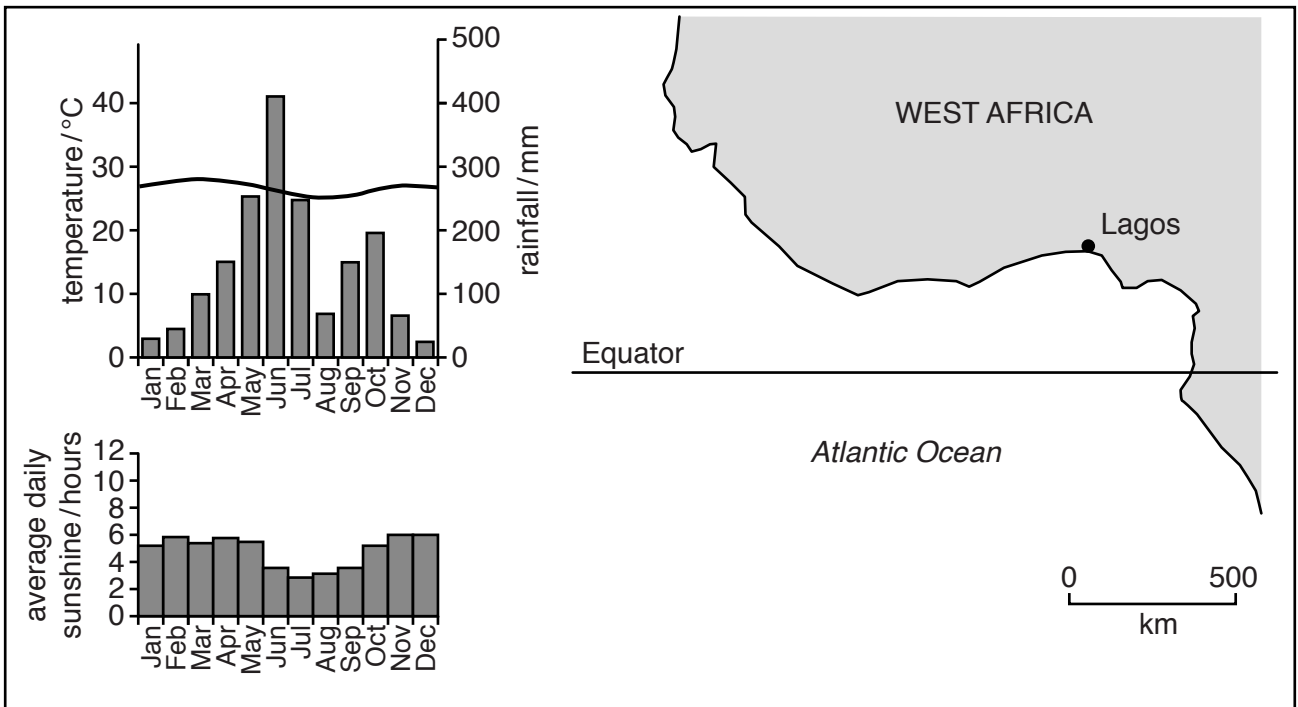 500
40
400
30
300
20
200
10
100
0
0
temperature / °C
rainfall / mm
Jan
Feb
Mar
Apr
May
Jun
Jul
Aug
Sep
Oct
Nov
Dec
12
10
8
6
4
2
0
average daily
sunshine / hours
Jan
Feb
Mar
Apr
May
Jun
Jul
Aug
Sep
Oct
Nov
Dec
WEST AFRICA
Lagos
Equator
Atlantic Ocean
0 500
km